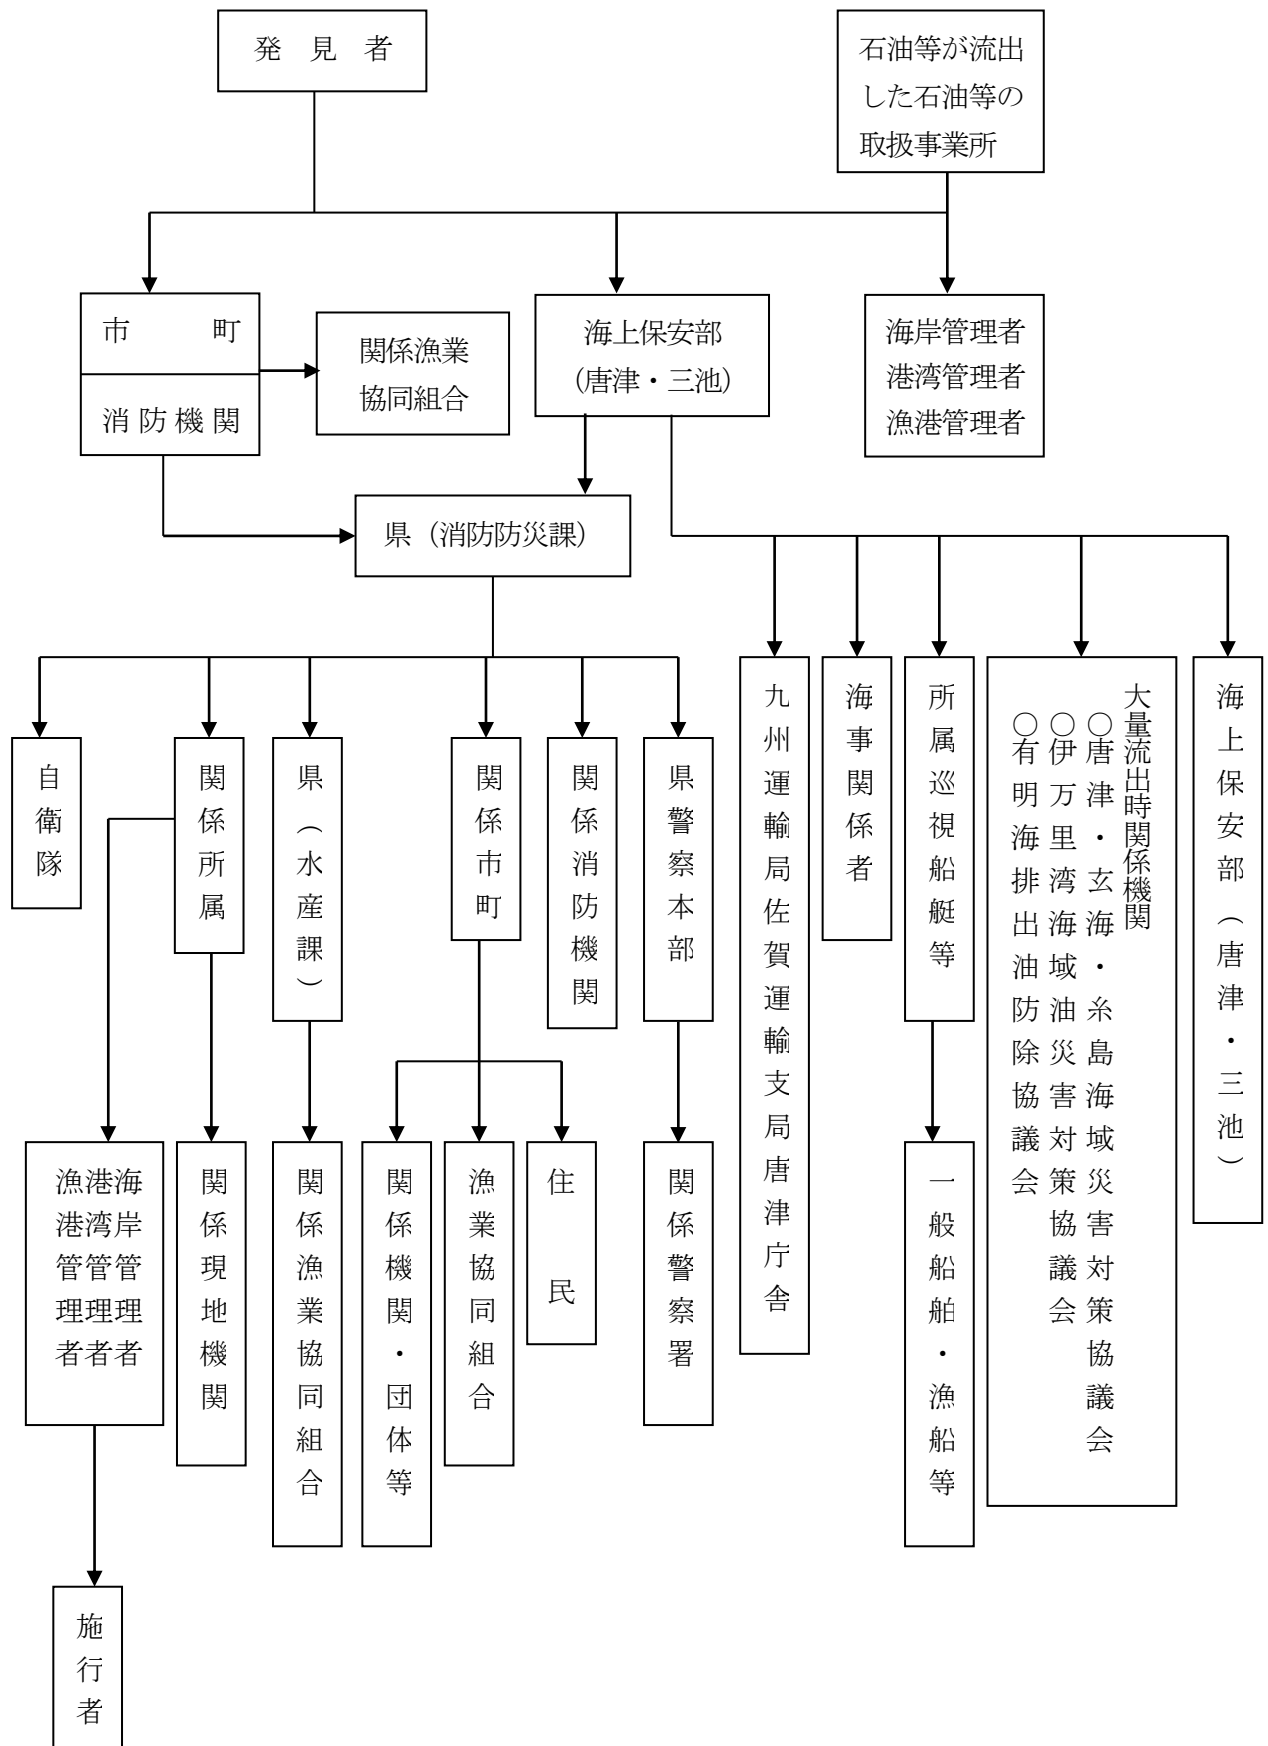 発　見　者
石油等が流出
した石油等の
取扱事業所
市　　　町
消防機関
関係漁業
協同組合
海上保安部
（唐津・三池）
海岸管理者
港湾管理者
漁港管理者
県（消防防災課）
自衛隊
関係所属
県（水産課）
関係市町
関係消防機関
県警察本部
九州運輸局佐賀運輸支局唐津庁舎
海事関係者
所属巡視船艇等
大量流出時関係機関
○唐津・玄海・糸島海域災害対策協議会
○伊万里湾海域油災害対策協議会
○有明海排出油防除協議会
海上保安部（唐津・三池）
海岸管理者
港湾管理者
漁港管理者
関係現地機関
関係漁業協同組合
関係機関・団体等
漁業協同組合
住　民
関係警察署
一般船舶・漁船等
施行者